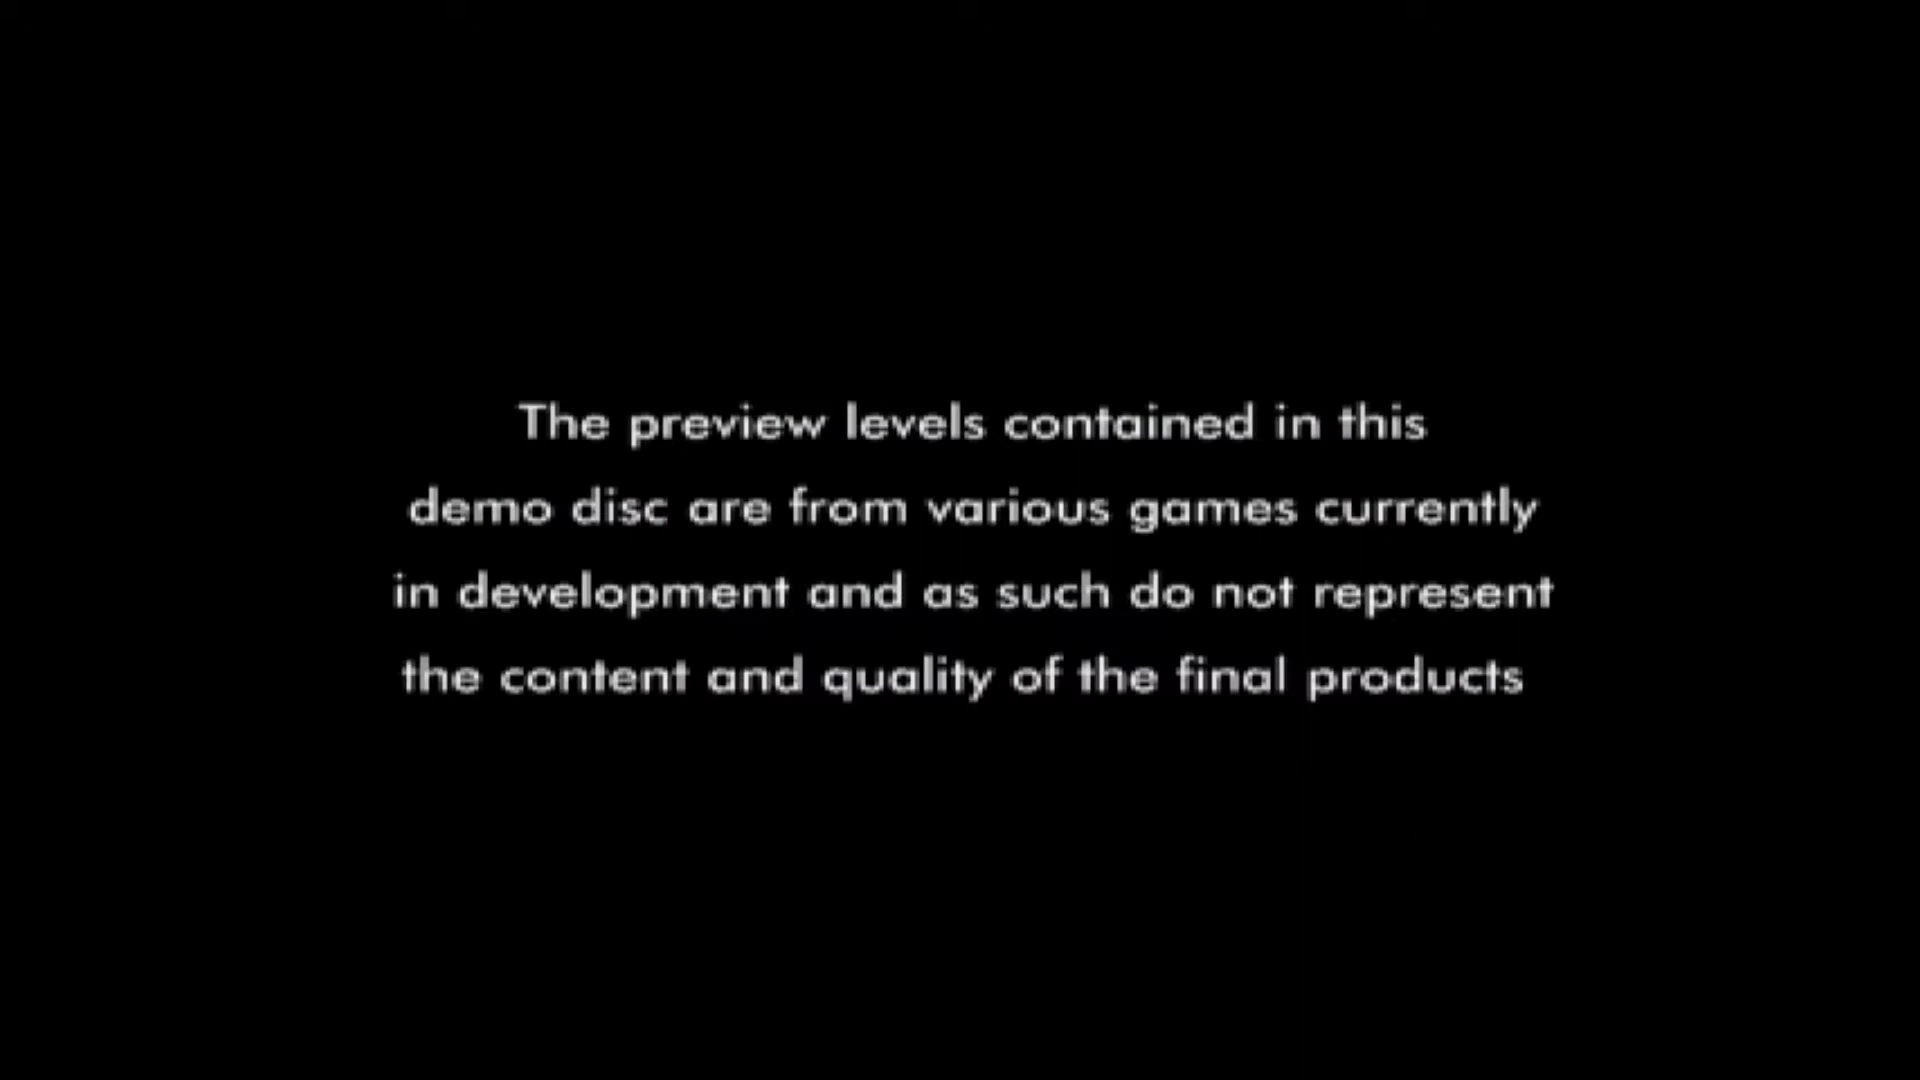 The preview levels contained in this
demo disc are from various games currently
in development and as such do not represent
the content and quality of the final products